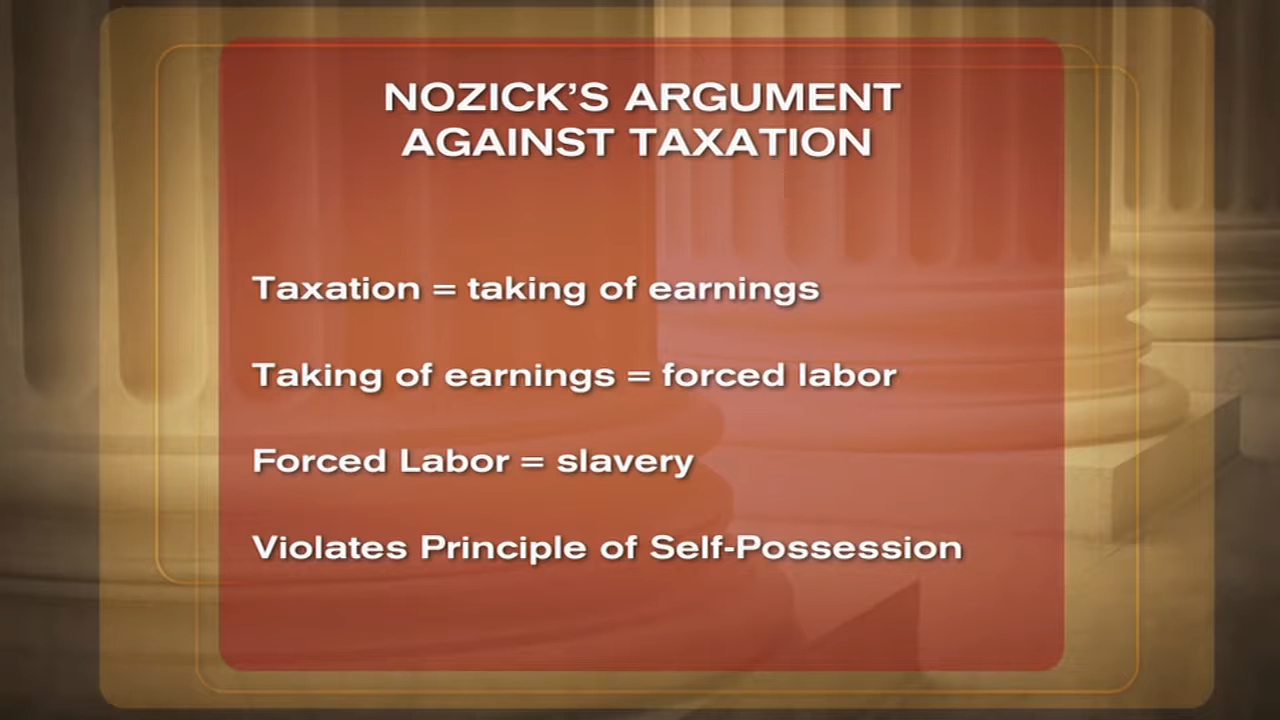 NOZICK'S ARGUMENT
AGAINST TAXATION
Taxation = taking of earnings
Taking of earnings = forced labor
Forced Labor = slavery
Violates Principle of Self-Possession